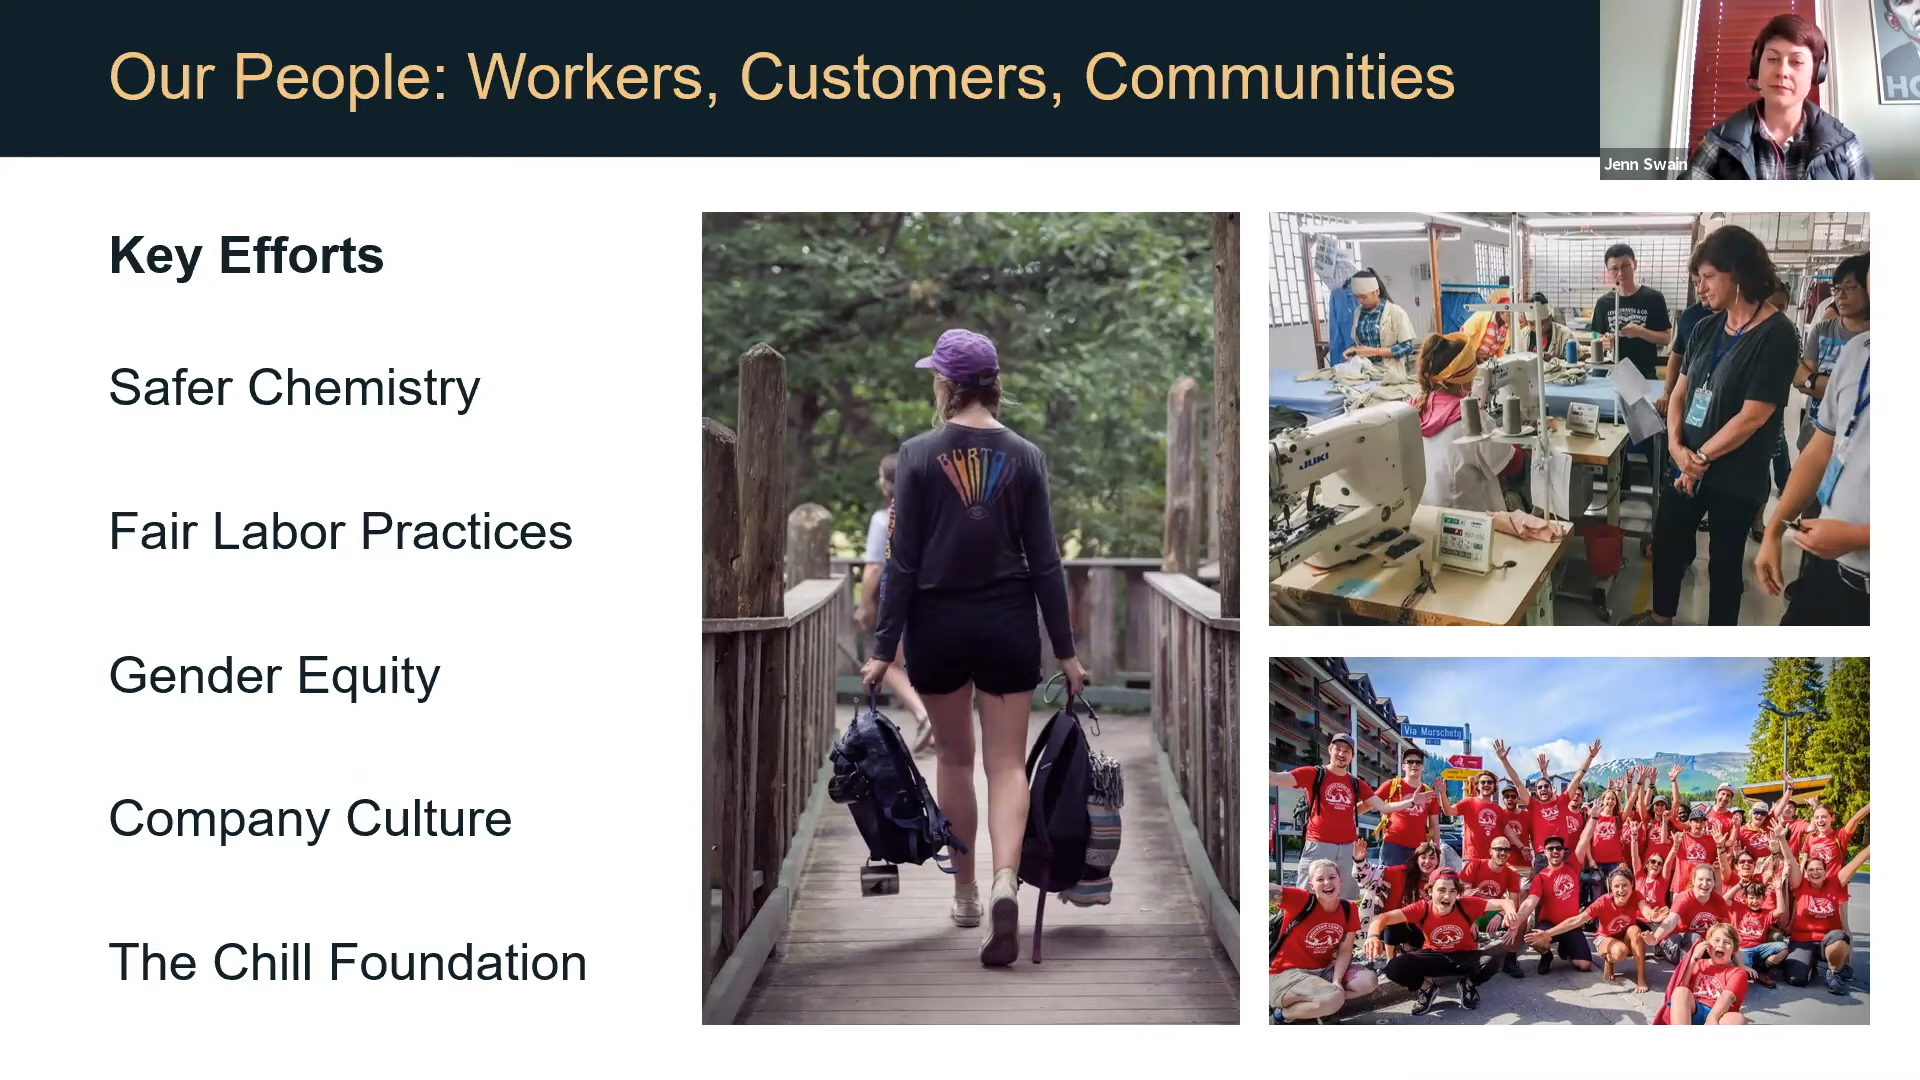 Our People: Workers, Customers, Communities
Jenn Swain
Key Efforts
Safer Chemistry
Fair Labor Practices
Gender Equity
Company Culture
The Chill Foundation
BURTON
JUKI
Via Murschetg